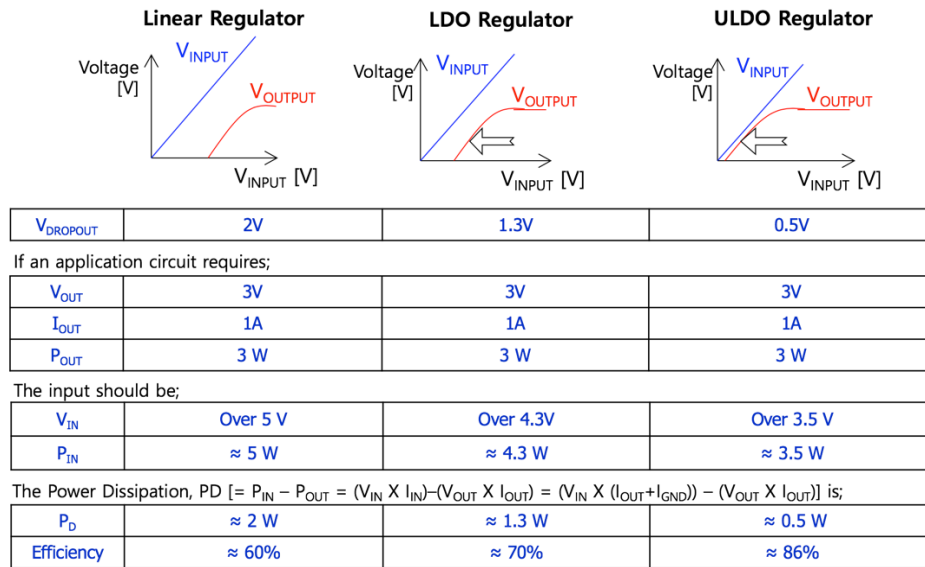 Linear Regulator
LDO Regulator
ULDO Regulator
Voltage
[V]
VINPUT
VOUTPUT
VINPUT [V]
Voltage
[V]
VINPUT
VOUTPUT
VINPUT [V]
Voltage
[V]
VINPUT
VOUTPUT
VINPUT [V]
VDROPOUT 2V 1.3V 0.5V
If an application circuit requires;
VOUT 3V 3V 3V
IOUT 1A 1A 1A
POUT 3 W 3 W 3 W
The input should be;
VIN Over 5 V Over 4.3V Over 3.5 V
PIN ≈ 5 W ≈ 4.3 W ≈ 3.5 W
The Power Dissipation, PD [= PIN – POUT = (VIN X IIN)–(VOUT X IOUT) = (VIN X (IOUT+IGND)) – (VOUT X IOUT)] is;
PD ≈ 2 W ≈ 1.3 W ≈ 0.5 W
Efficiency ≈ 60% ≈ 70% ≈ 86%